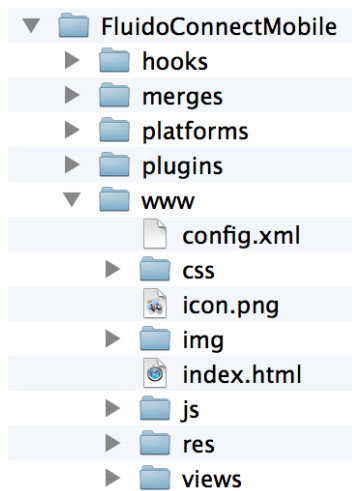 FluidoConnectMobile
hooks
merges
platforms
plugins
www
config.xml
css
icon.png
img
index.html
js
res
views